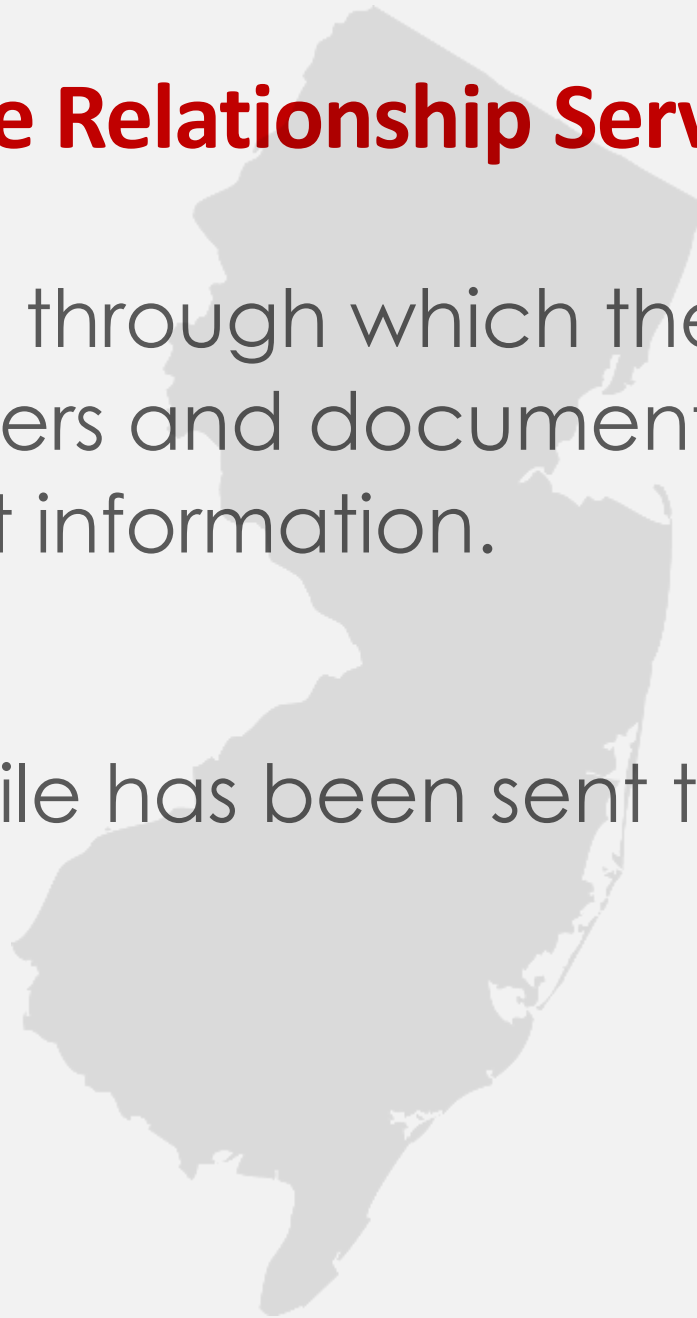 e Relationship Serv
through which the
ers and document
t information.
ile has been sent t